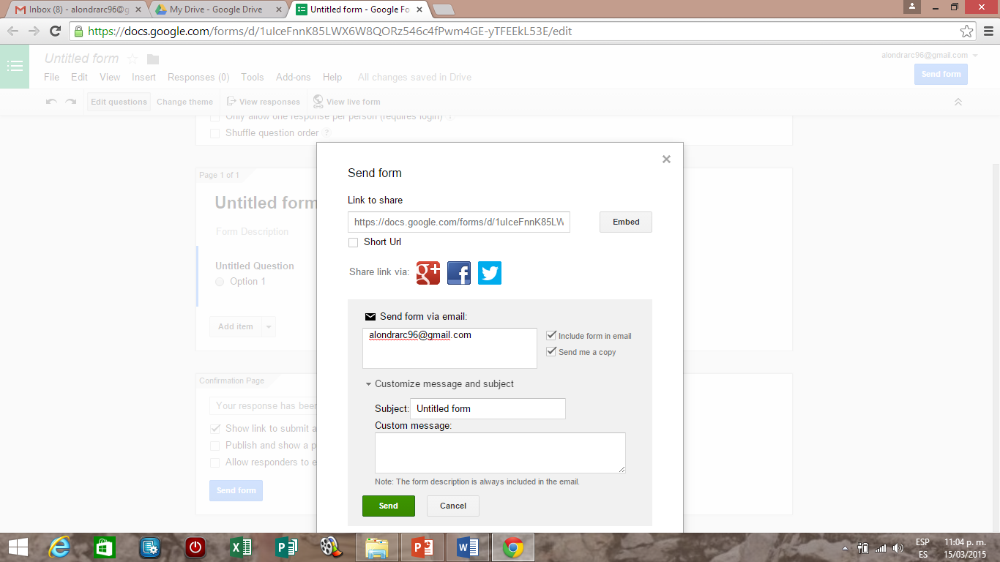 Inbox (8) - alondrarc96@g
My Drive - Google Drive
Untitled form - Google Fo
https://docs.google.com/forms/d/1uIceFnnK85LWX6W8QORz546c4fPwm4GE-yTFEEkL53E/edit
Untitled form
alondrarc96@gmail.com
File Edit View Insert Responses (0) Tools Add-ons Help All changes saved in Drive
Send form
Edit questions Change theme View responses View live form
Only allow one response per person (requires login) ?
Shuffle question order ?
Page 1 of 1
Untitled form
Form Description
Untitled Question
Option 1
Add item
Confirmation Page
Your response has been
Show link to submit a
Publish and show a p
Allow responders to e
Send form
Send form
Link to share
https://docs.google.com/forms/d/1uIceFnnK85LW
Embed
Short Url
Share link via:
Send form via email:
alondrarc96@gmail.com
Include form in email
Send me a copy
Customize message and subject
Subject: Untitled form
Custom message:
Note: The form description is always included in the email.
Send Cancel
ESP 11:04 p. m.
ES 15/03/2015